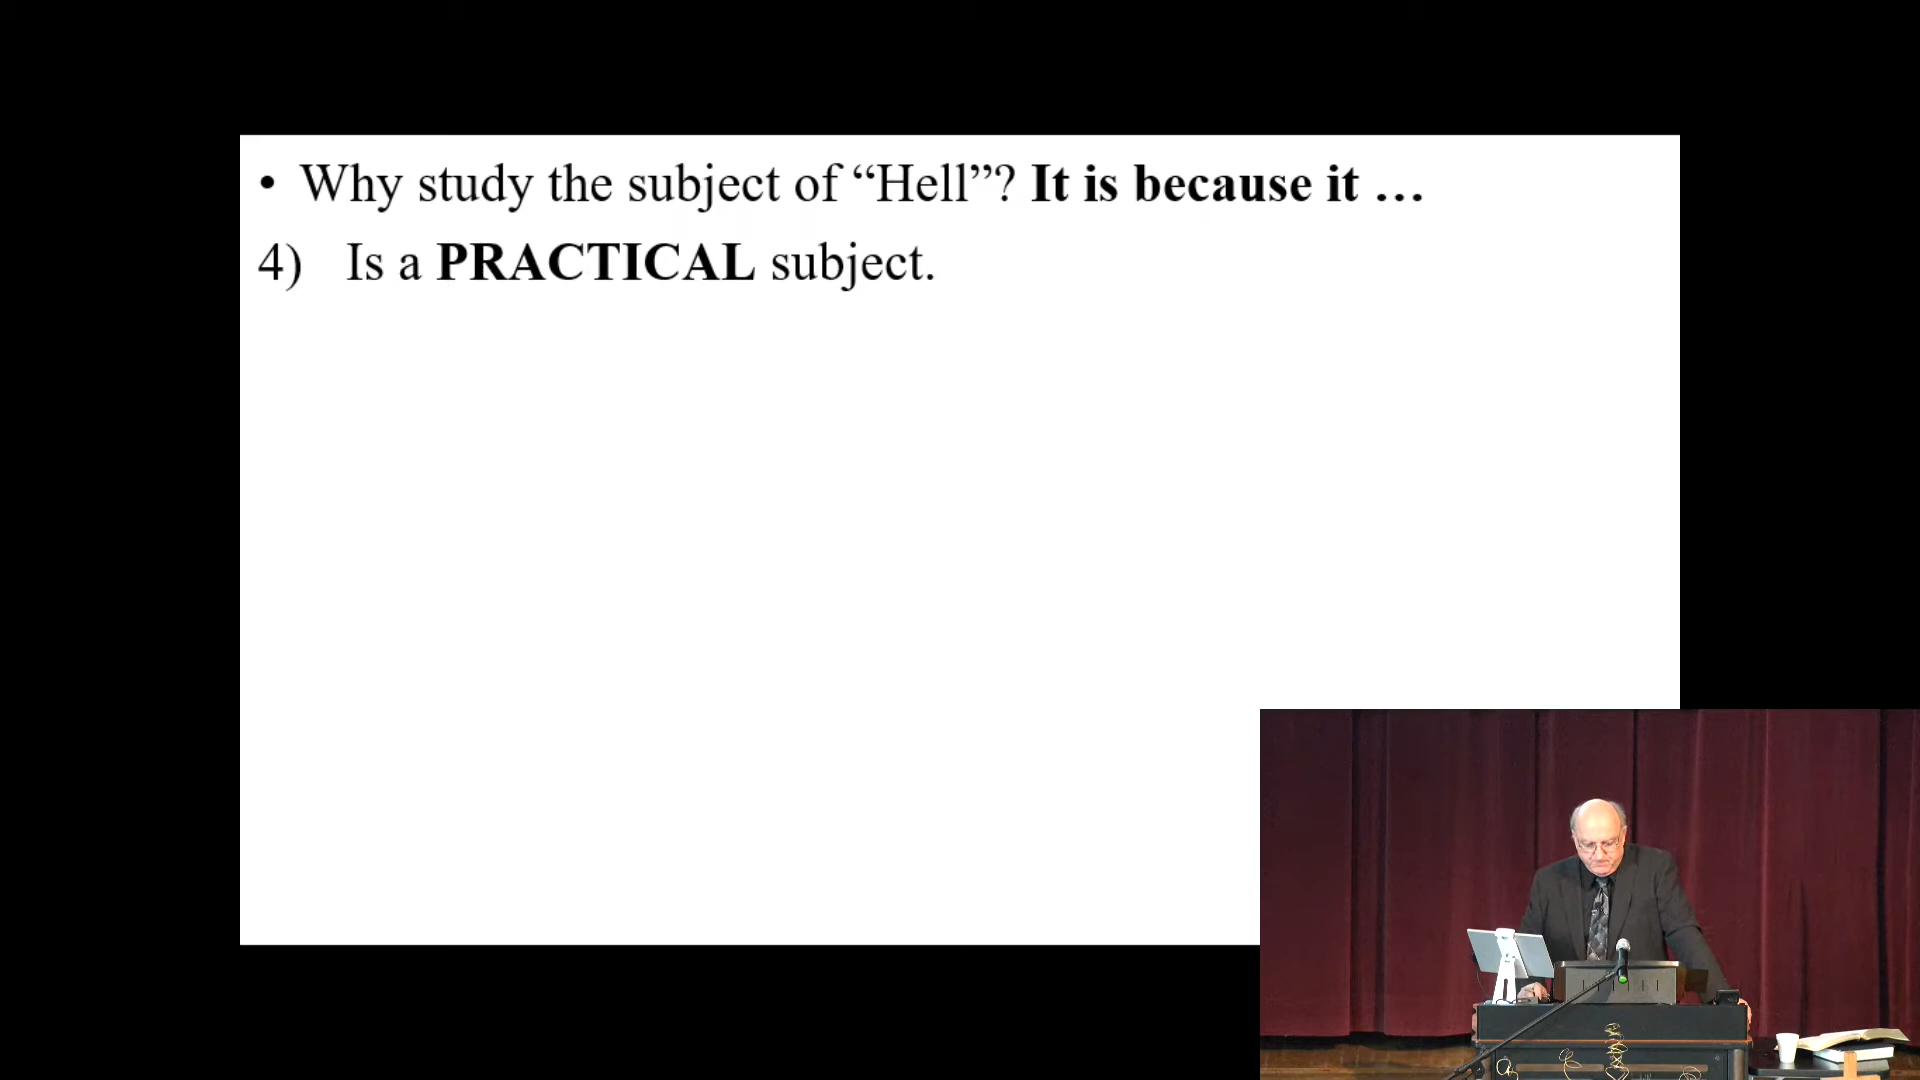 • Why study the subject of “Hell”? It is because it …
4) Is a PRACTICAL subject.